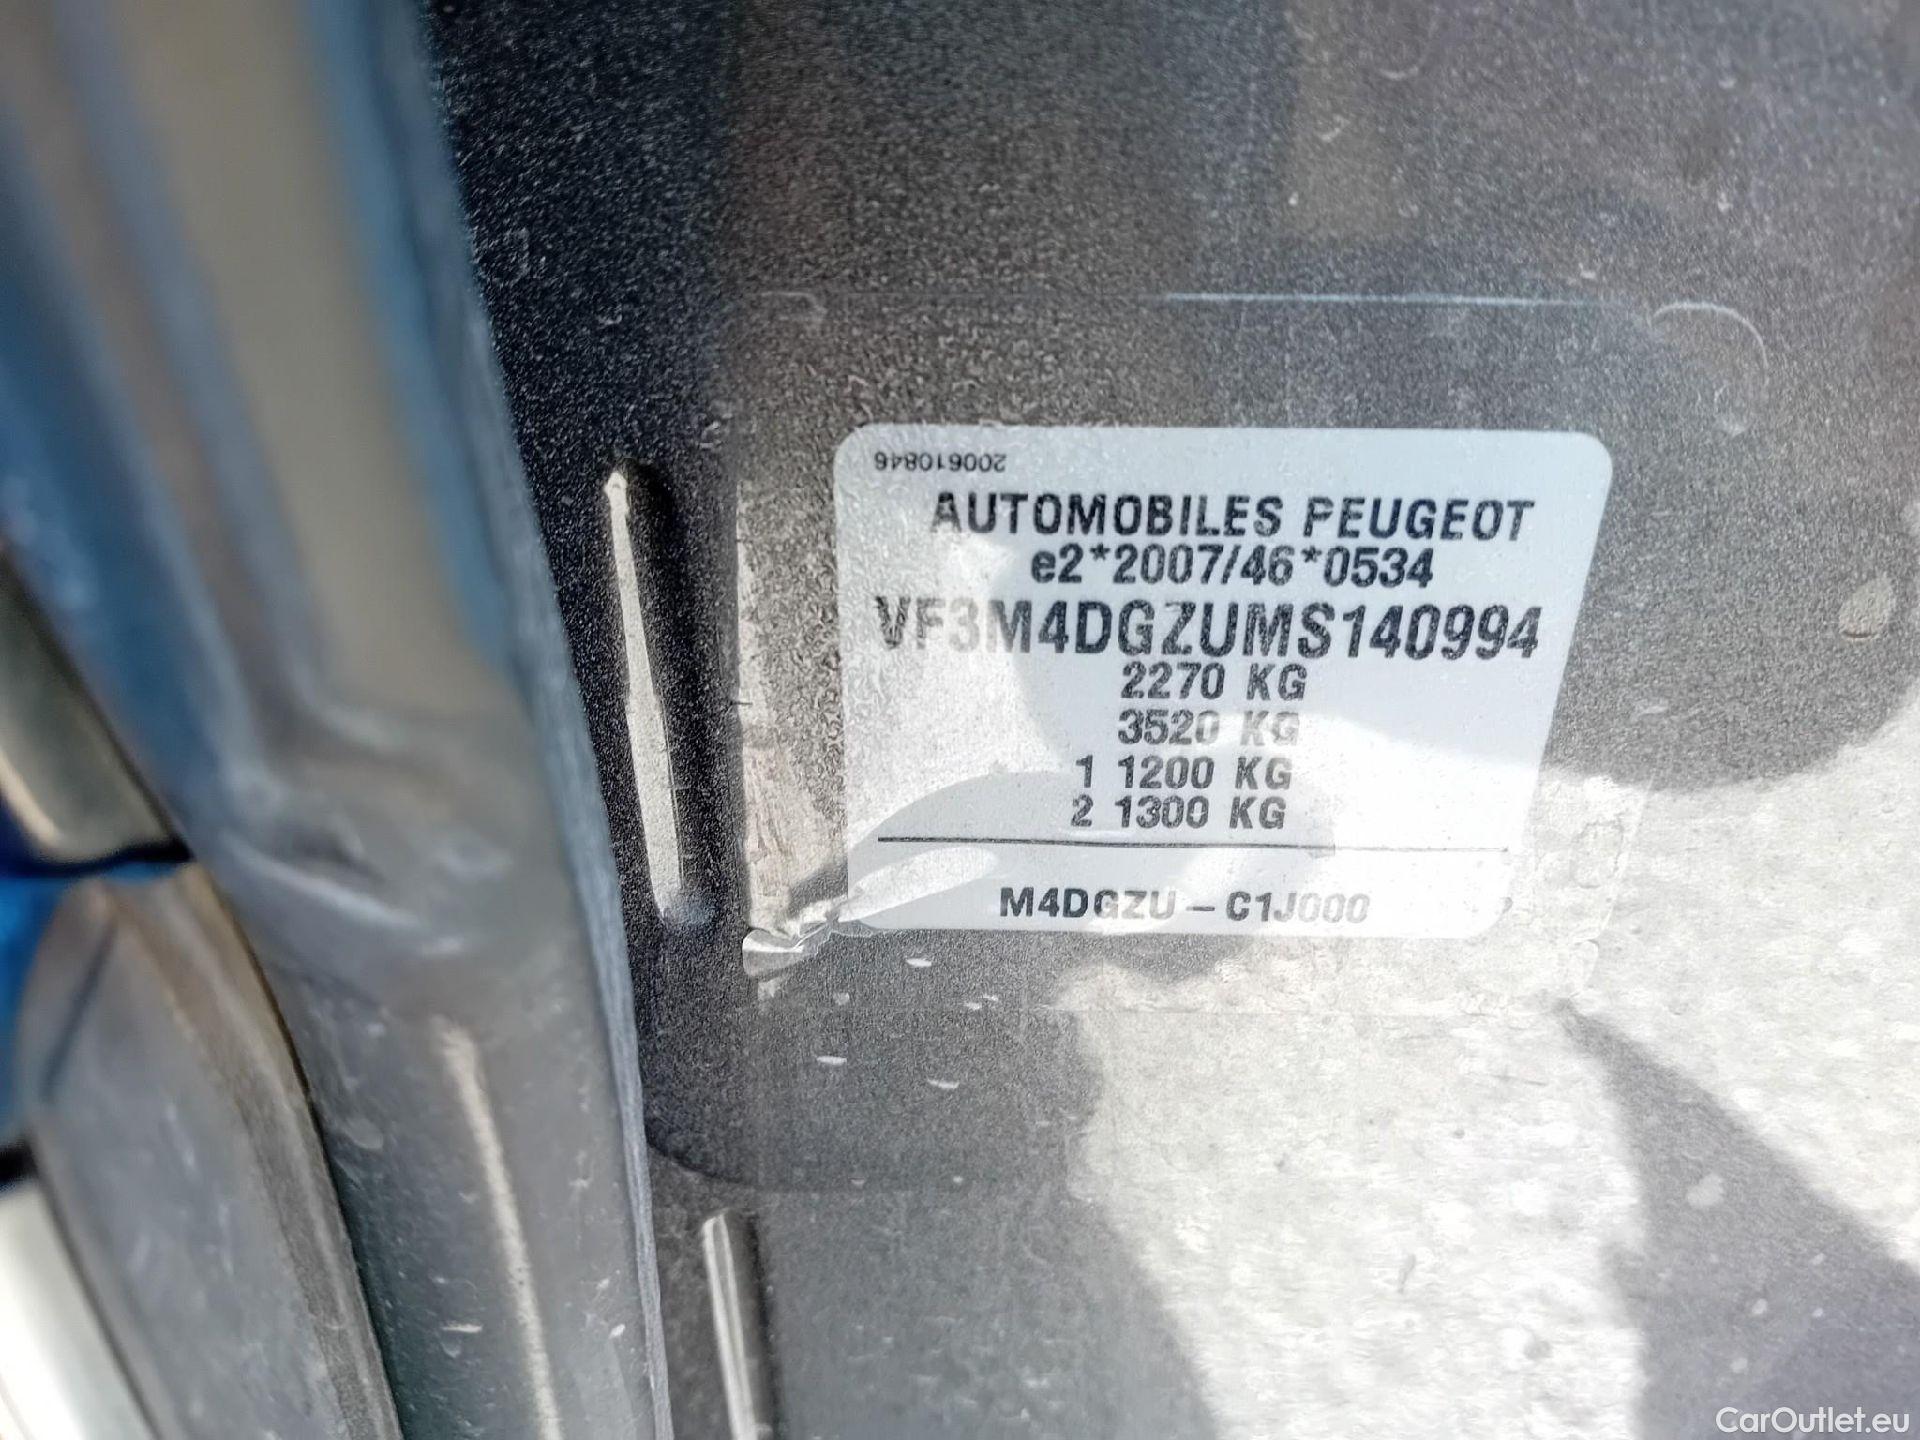 200610846
AUTOMOBILES PEUGEOT
e2*2007/46*0534
VF3M4DGZUMS140994
2270 KG
3520 KG
1 1200 KG
2 1300 KG
M4DGZU - C1J000
CarOutlet.eu